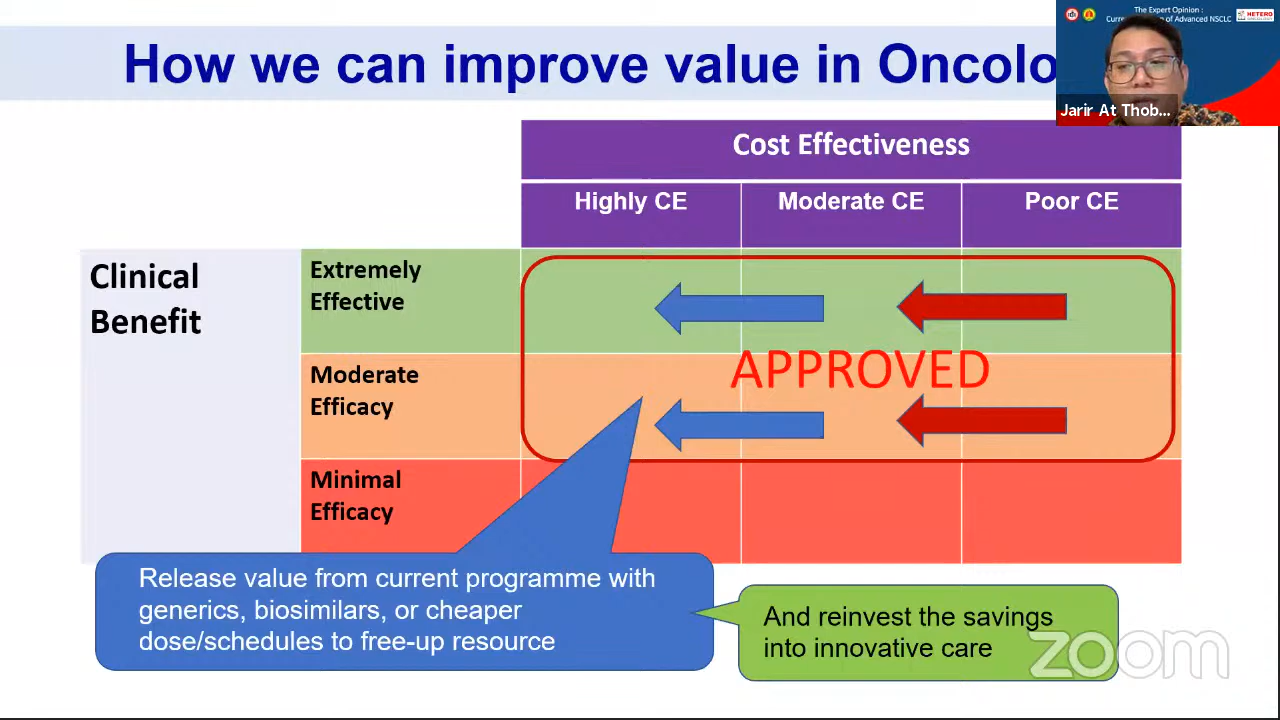 How we can improve value in Oncolo
The Expert Opinion :
of Advanced NSCLC
HETERO
Jarir At Thob...
Cost Effectiveness
Highly CE
Moderate CE
Poor CE
Clinical
Benefit
Extremely
Effective
Moderate
Efficacy
APPROVED
Minimal
Efficacy
Release value from current programme with
generics, biosimilars, or cheaper
dose/schedules to free-up resource
And reinvest the savings
into innovative care
zoom